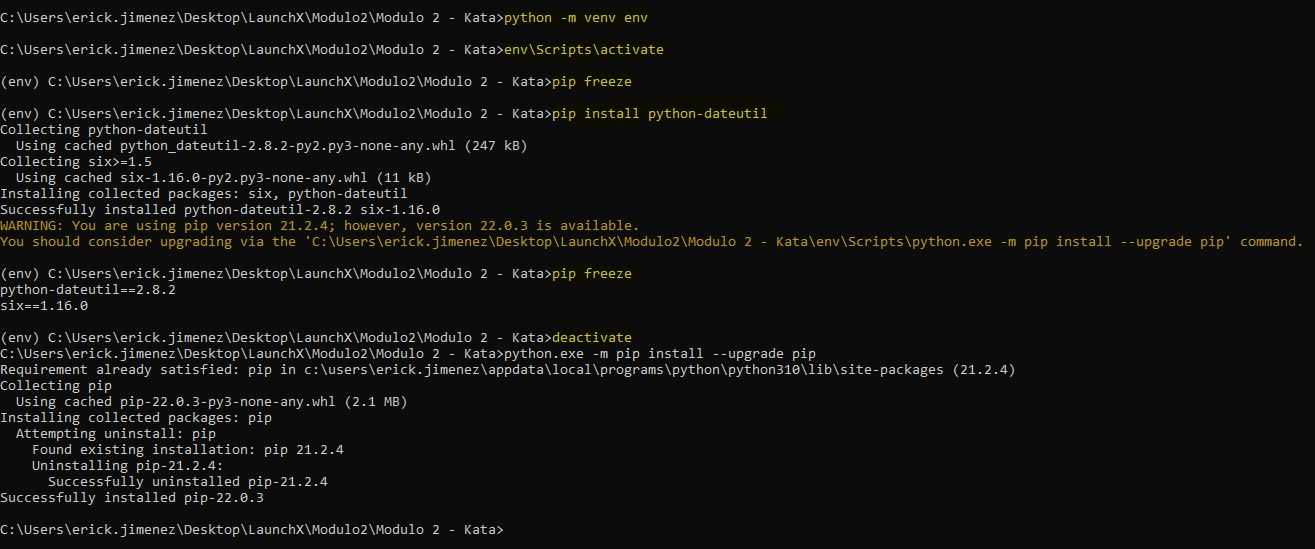 C:\Users\erick.jimenez\Desktop\LaunchX\Modulo2\Modulo 2 - Kata>python -m venv env
C:\Users\erick.jimenez\Desktop\LaunchX\Modulo2\Modulo 2 - Kata>env\Scripts\activate
(env) C:\Users\erick.jimenez\Desktop\LaunchX\Modulo2\Modulo 2 - Kata>pip freeze
(env) C:\Users\erick.jimenez\Desktop\LaunchX\Modulo2\Modulo 2 - Kata>pip install python-dateutil
Collecting python-dateutil
  Using cached python_dateutil-2.8.2-py2.py3-none-any.whl (247 kB)
Collecting six>=1.5
  Using cached six-1.16.0-py2.py3-none-any.whl (11 kB)
Installing collected packages: six, python-dateutil
Successfully installed python-dateutil-2.8.2 six-1.16.0
WARNING: You are using pip version 21.2.4; however, version 22.0.3 is available.
You should consider upgrading via the 'C:\Users\erick.jimenez\Desktop\LaunchX\Modulo2\Modulo 2 - Kata\env\Scripts\python.exe -m pip install --upgrade pip' command.
(env) C:\Users\erick.jimenez\Desktop\LaunchX\Modulo2\Modulo 2 - Kata>pip freeze
python-dateutil==2.8.2
six==1.16.0
(env) C:\Users\erick.jimenez\Desktop\LaunchX\Modulo2\Modulo 2 - Kata>deactivate
C:\Users\erick.jimenez\Desktop\LaunchX\Modulo2\Modulo 2 - Kata>python.exe -m pip install --upgrade pip
Requirement already satisfied: pip in c:\users\erick.jimenez\appdata\local\programs\python\python310\lib\site-packages (21.2.4)
Collecting pip
  Using cached pip-22.0.3-py3-none-any.whl (2.1 MB)
Installing collected packages: pip
  Attempting uninstall: pip
    Found existing installation: pip 21.2.4
    Uninstalling pip-21.2.4:
      Successfully uninstalled pip-21.2.4
Successfully installed pip-22.0.3
C:\Users\erick.jimenez\Desktop\LaunchX\Modulo2\Modulo 2 - Kata>